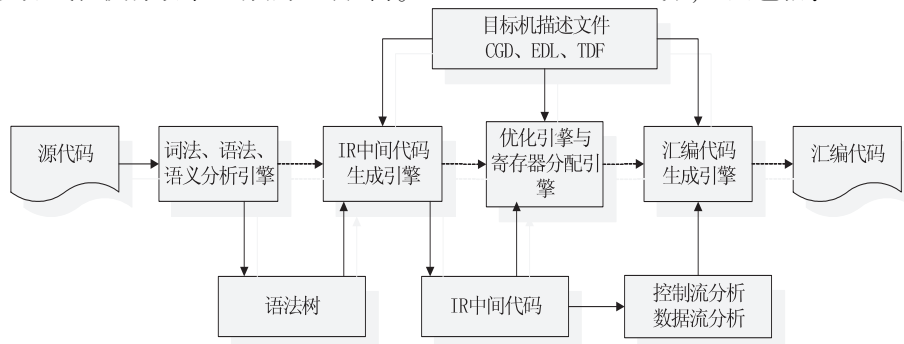 目标机描述文件
CGD、EDL、TDF
源代码
词法、语法、
语义分析引擎
IR中间代码
生成引擎
优化引擎与
寄存器分配引
擎
汇编代码
生成引擎
汇编代码
语法树
IR中间代码
控制流分析
数据流分析